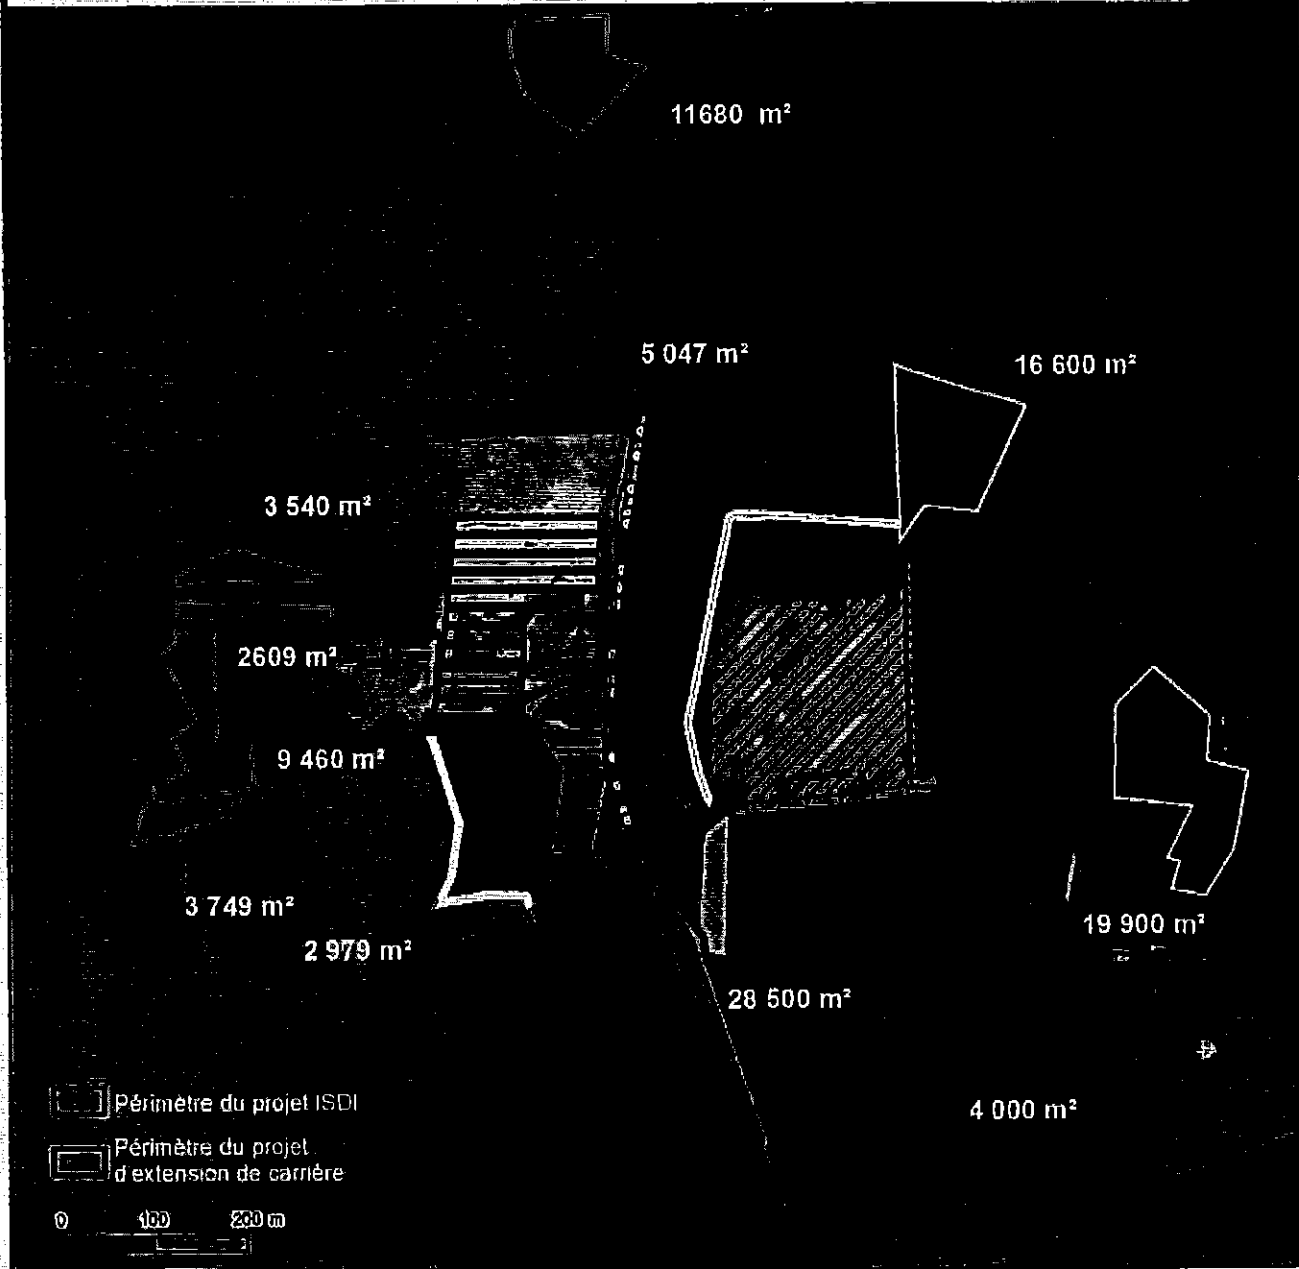 11680 m²
5 047 m²
16 600 m²
3 540 m²
2609 m²
9 460 m²
3 749 m²
19 900 m²
2 979 m²
28 500 m²
Périmètre du projet ISDI
4 000 m²
Périmètre du projet
d'extension de carrière
0 100 200 m